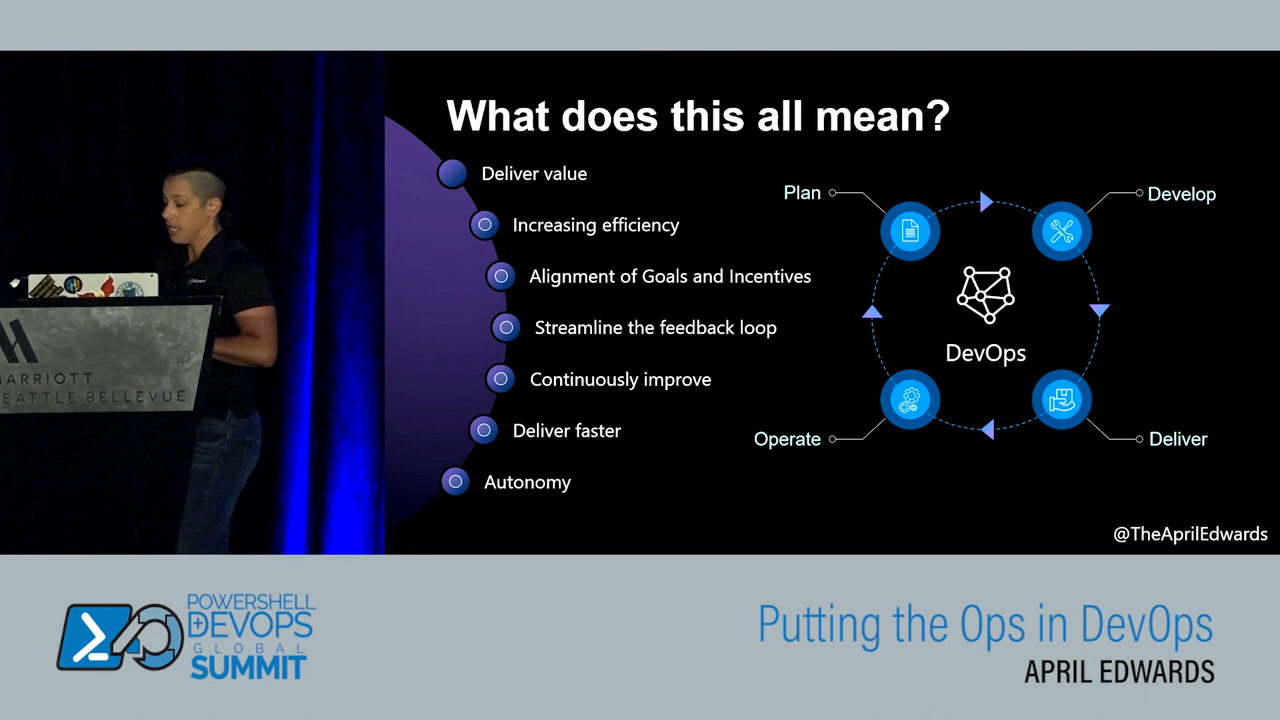 What does this all mean?
Deliver value
Increasing efficiency
Alignment of Goals and Incentives
Streamline the feedback loop
Continuously improve
Deliver faster
Autonomy
Plan
Develop
DevOps
Operate
Deliver
@TheAprilEdwards
ARRIOTT
EATTLE BELLEVUE
POWERSHELL
+DEVOPS
GLOBAL
SUMMIT
Putting the Ops in DevOps
APRIL EDWARDS